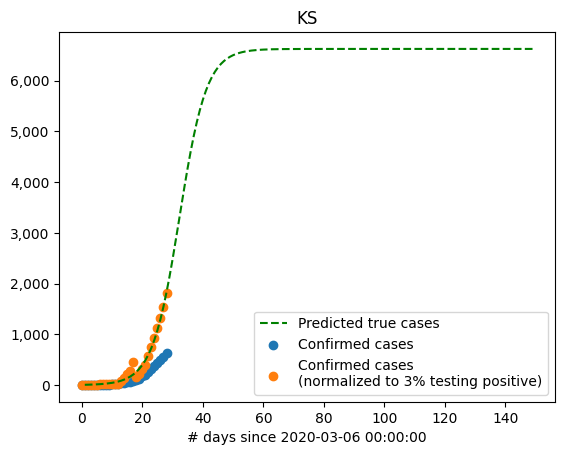 KS
6,000
5,000
4,000
3,000
2,000
1,000
0
Predicted true cases
Confirmed cases
Confirmed cases
(normalized to 3% testing positive)
0 20 40 60 80 100 120 140
# days since 2020-03-06 00:00:00